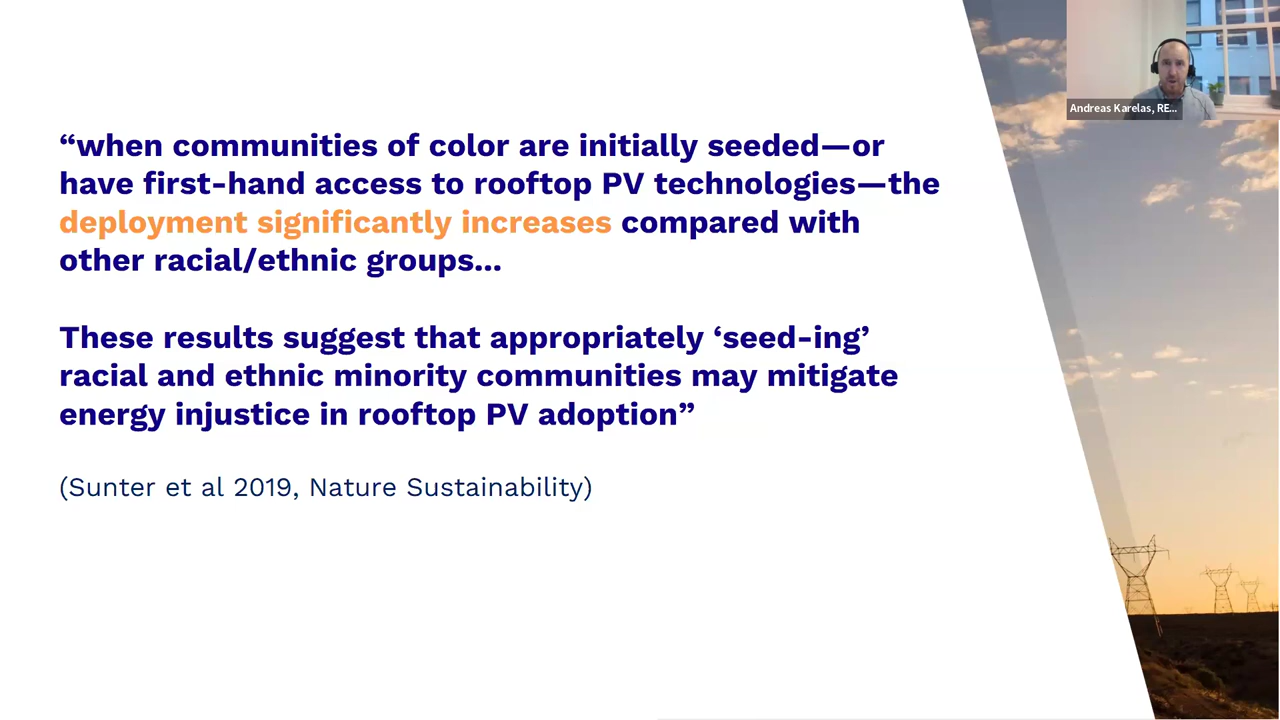 “when communities of color are initially seeded—or
have first-hand access to rooftop PV technologies—the
deployment significantly increases compared with
other racial/ethnic groups...
These results suggest that appropriately ‘seed-ing’
racial and ethnic minority communities may mitigate
energy injustice in rooftop PV adoption”
(Sunter et al 2019, Nature Sustainability)
Andreas Karelas, RE...